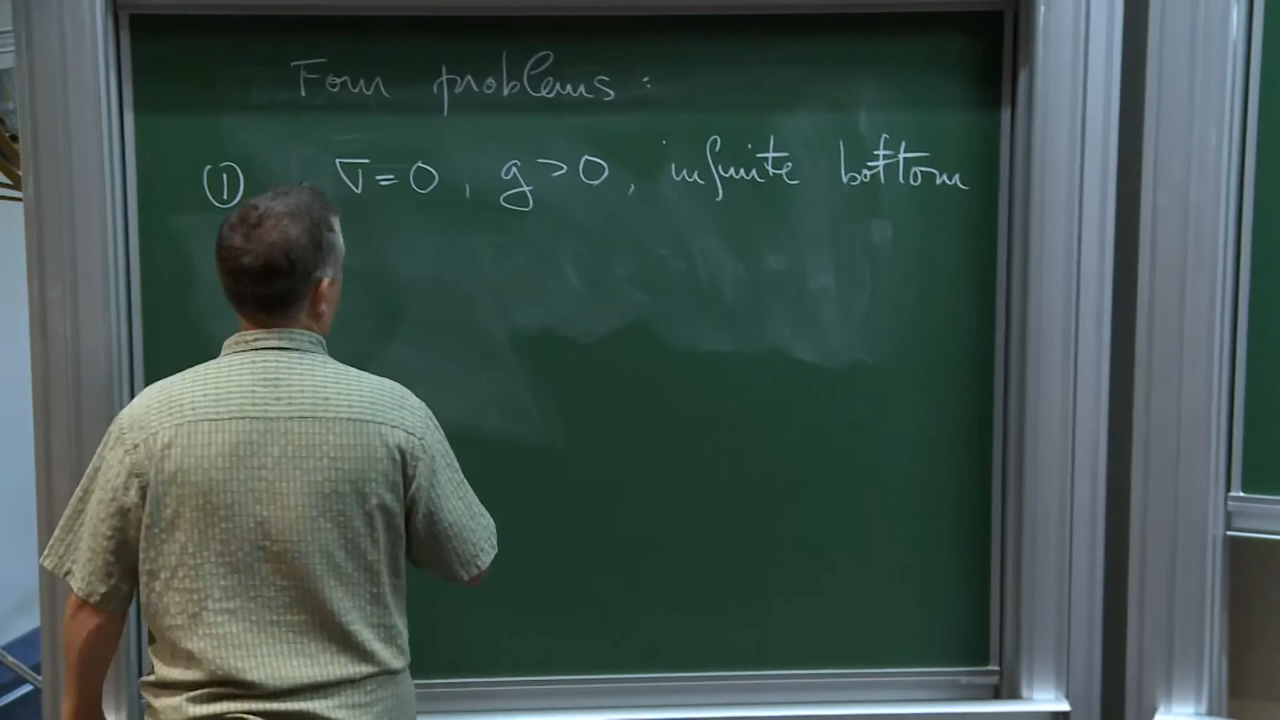 Four problems:
① σ=0, g>0, infinite bottom